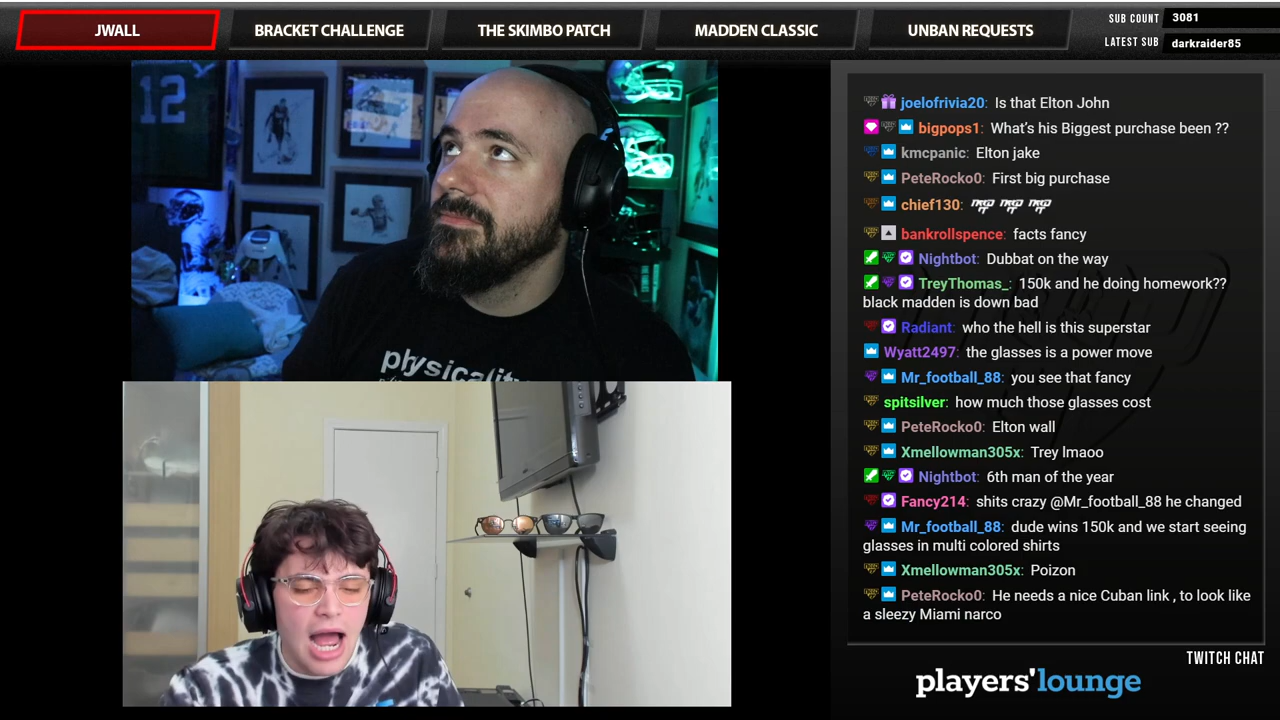 JWALL
BRACKET CHALLENGE
THE SKIMBO PATCH
MADDEN CLASSIC
UNBAN REQUESTS
SUB COUNT 3081
LATEST SUB darkraider85
12
physicality
joelofrivia20: Is that Elton John
bigpops1: What's his Biggest purchase been ??
kmcpanic: Elton jake
PeteRocko0: First big purchase
chief130:
bankrollspence: facts fancy
Nightbot: Dubbat on the way
TreyThomas_: 150k and he doing homework??
black madden is down bad
Radiant: who the hell is this superstar
Wyatt2497: the glasses is a power move
Mr_football_88: you see that fancy
spitsilver: how much those glasses cost
PeteRocko0: Elton wall
Xmellowman305x: Trey lmaoo
Nightbot: 6th man of the year
Fancy214: shits crazy @Mr_football_88 he changed
Mr_football_88: dude wins 150k and we start seeing
glasses in multi colored shirts
Xmellowman305x: Poizon
PeteRocko0: He needs a nice Cuban link , to look like
a sleezy Miami narco
TWITCH CHAT
players'lounge